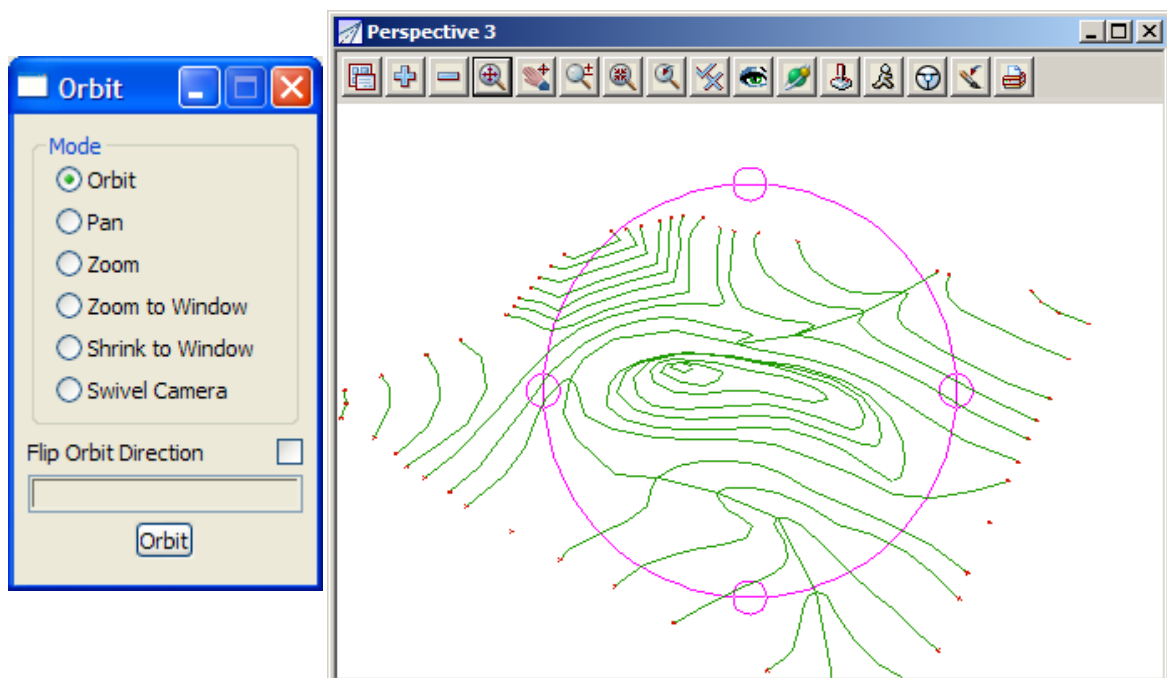 Orbit
Mode
Orbit
Pan
Zoom
Zoom to Window
Shrink to Window
Swivel Camera
Flip Orbit Direction
Orbit
Perspective 3